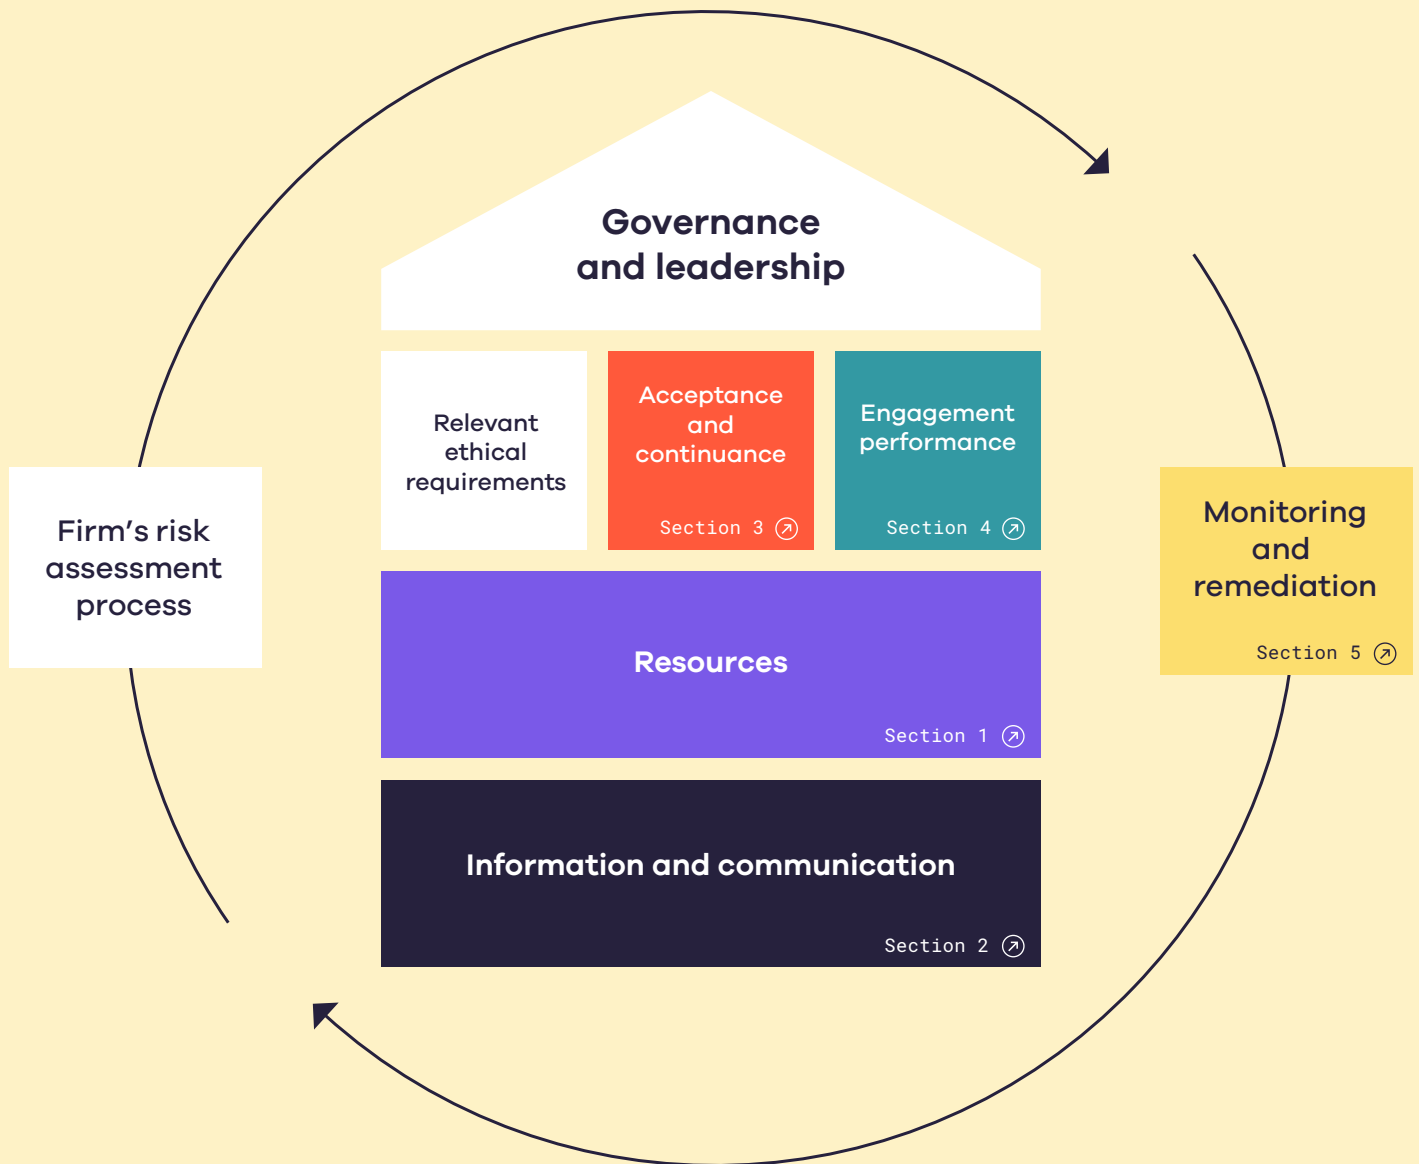 Governance
and leadership
Relevant
ethical
requirements
Acceptance
and
continuance
Section 3
Engagement
performance
Section 4
Firm’s risk
assessment
process
Monitoring
and
remediation
Section 5
Resources
Section 1
Information and communication
Section 2